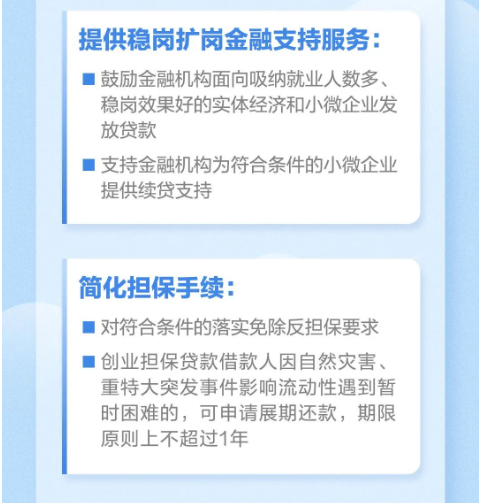 提供稳岗扩岗金融支持服务：
■ 鼓励金融机构面向吸纳就业人数多、
稳岗效果好的实体经济和小微企业发
放贷款
■ 支持金融机构为符合条件的小微企业
提供续贷支持
简化担保手续：
■ 对符合条件的落实免除反担保要求
■ 创业担保贷款借款人因自然灾害、
重特大突发事件影响流动性遇到暂
时困难的，可申请展期还款，期限
原则上不超过1年